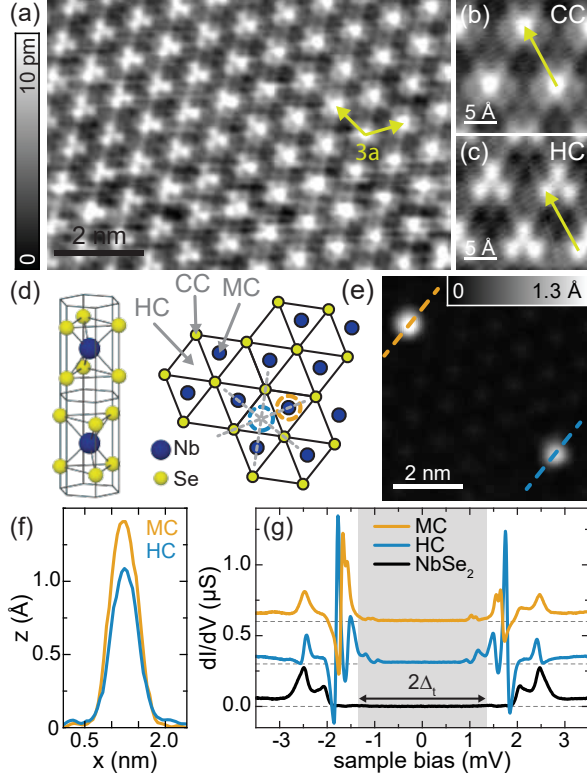 (a)
10 pm
0
3a
2 nm
(b)
CC
5 Å
(c)
HC
5 Å
(d)
CC
MC
HC
Nb
Se
(e)
0
1.3 Å
2 nm
(f)
MC
HC
z (Å)
1.0
0.5
0
0.5
2.0
x (nm)
(g)
MC
HC
NbSe₂
dI/dV (µS)
1.0
0.5
0.0
2Δₜ
-3
-2
-1
0
1
2
3
sample bias (mV)